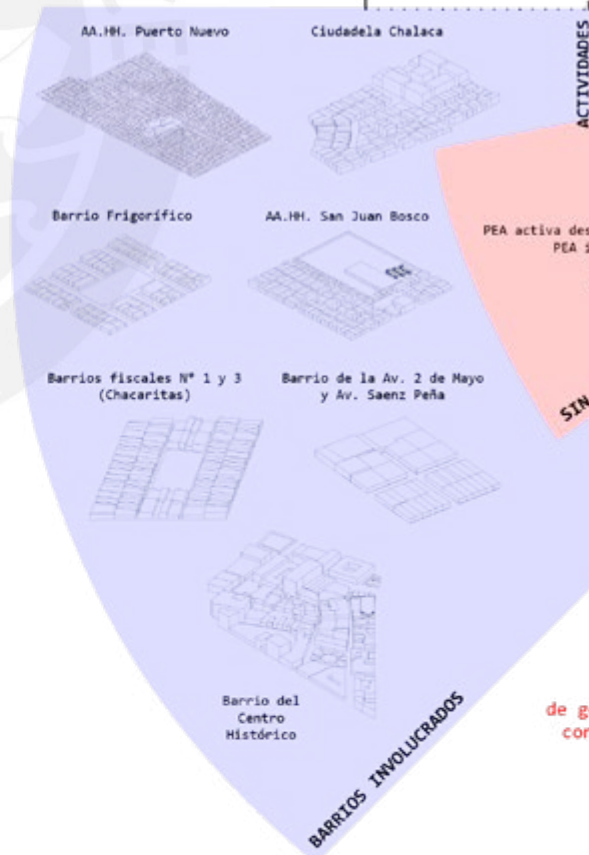 AA.HH. Puerto Nuevo
Ciudadela Chalaca
ACTIVIDADES
Barrio Frigorífico
AA.HH. San Juan Bosco
PEA activa des
PEA i
Barrios fiscales N° 1 y 3
(Chacaritas)
Barrio de la Av. 2 de Mayo
y Av. Saenz Peña
SIN
Barrio del
Centro
Histórico
BARRIOS INVOLUCRADOS
de g
con